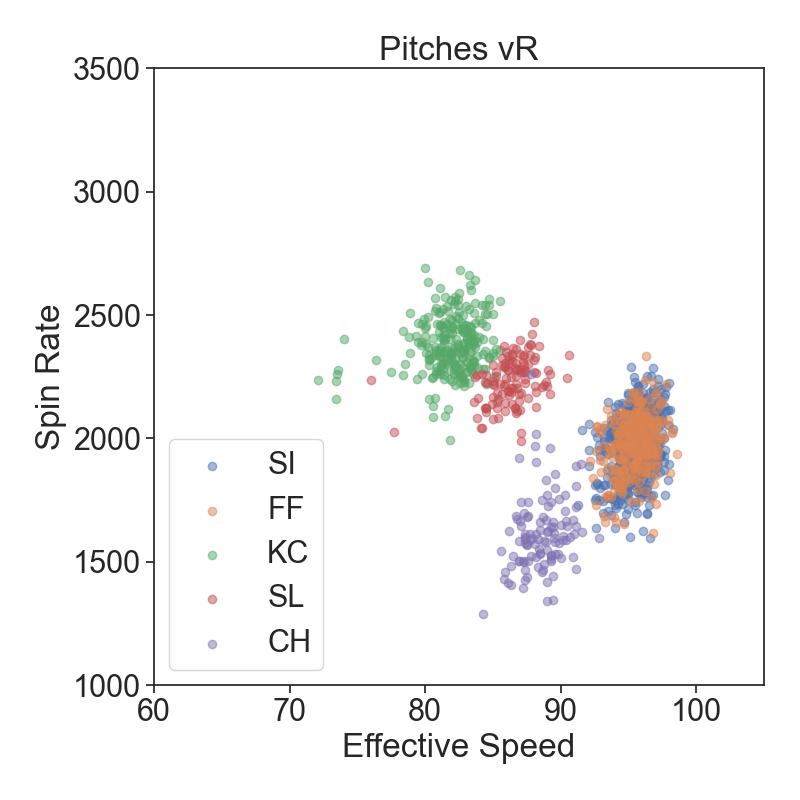 Pitches vR
3500
3000
2500
2000
1500
1000
Spin Rate
SI
FF
KC
SL
CH
60 70 80 90 100
Effective Speed